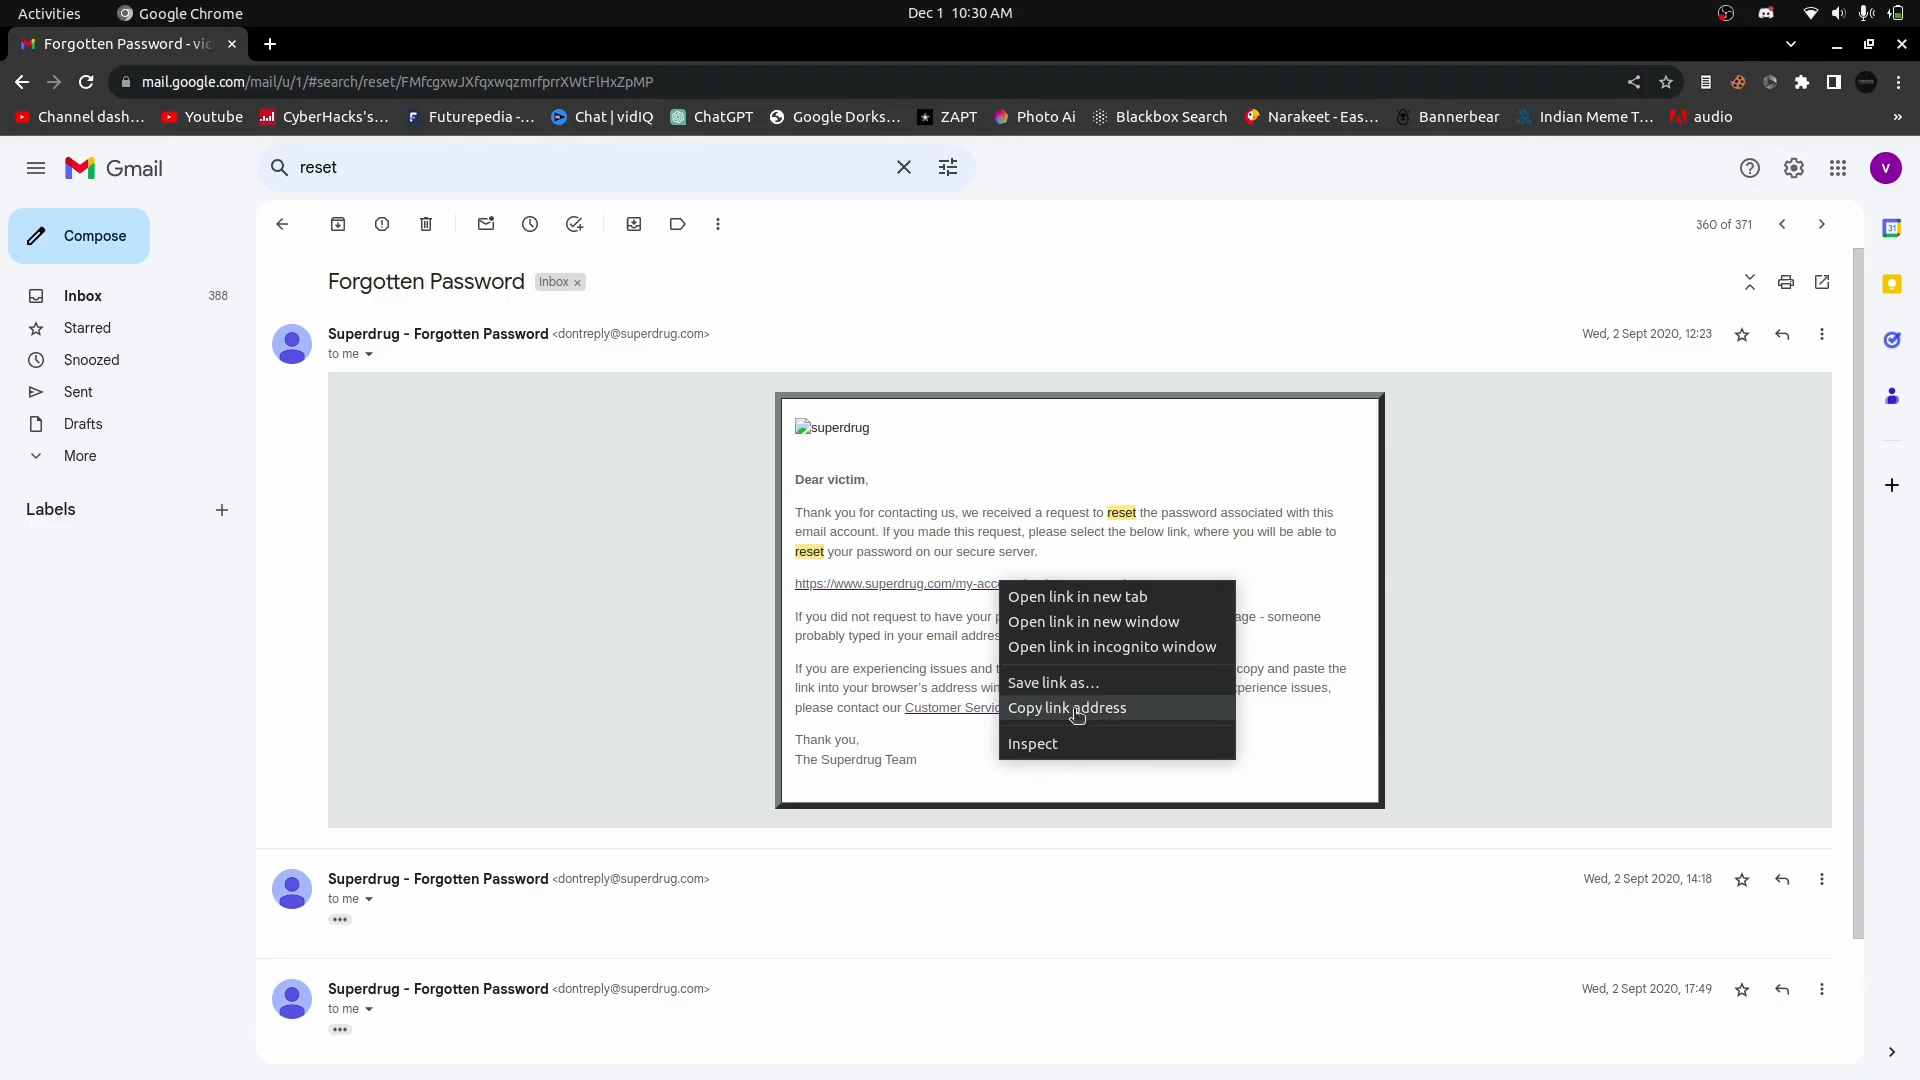 Activities Google Chrome Dec 1 10:30 AM
Forgotten Password - vic
mail.google.com/mail/u/1/#search/reset/FMfcgxwJXfqxwqzmrfprrXWtFlHxZpMP
Channel dash... Youtube CyberHacks's... Futurepedia -... Chat | vidIQ ChatGPT Google Dorks... ZAPT Photo Ai Blackbox Search Narakeet - Eas... Bannerbear Indian Meme T... audio »
Gmail reset V
Compose
360 of 371
31
Forgotten Password Inbox ×
Inbox 388
Starred
Snoozed
Sent
Drafts
More
Labels
Superdrug - Forgotten Password <dontreply@superdrug.com> Wed, 2 Sept 2020, 12:23
to me
superdrug
Dear victim,
Thank you for contacting us, we received a request to reset the password associated with this
email account. If you made this request, please select the below link, where you will be able to
reset your password on our secure server.
https://www.superdrug.com/my-acc
If you did not request to have your age - someone
probably typed in your email addre
If you are experiencing issues and copy and paste the
link into your browser's address win perience issues,
please contact our Customer Servic
Thank you,
The Superdrug Team
Open link in new tab
Open link in new window
Open link in incognito window
Save link as...
Copy link address
Inspect
Superdrug - Forgotten Password <dontreply@superdrug.com> Wed, 2 Sept 2020, 14:18
to me
Superdrug - Forgotten Password <dontreply@superdrug.com> Wed, 2 Sept 2020, 17:49
to me